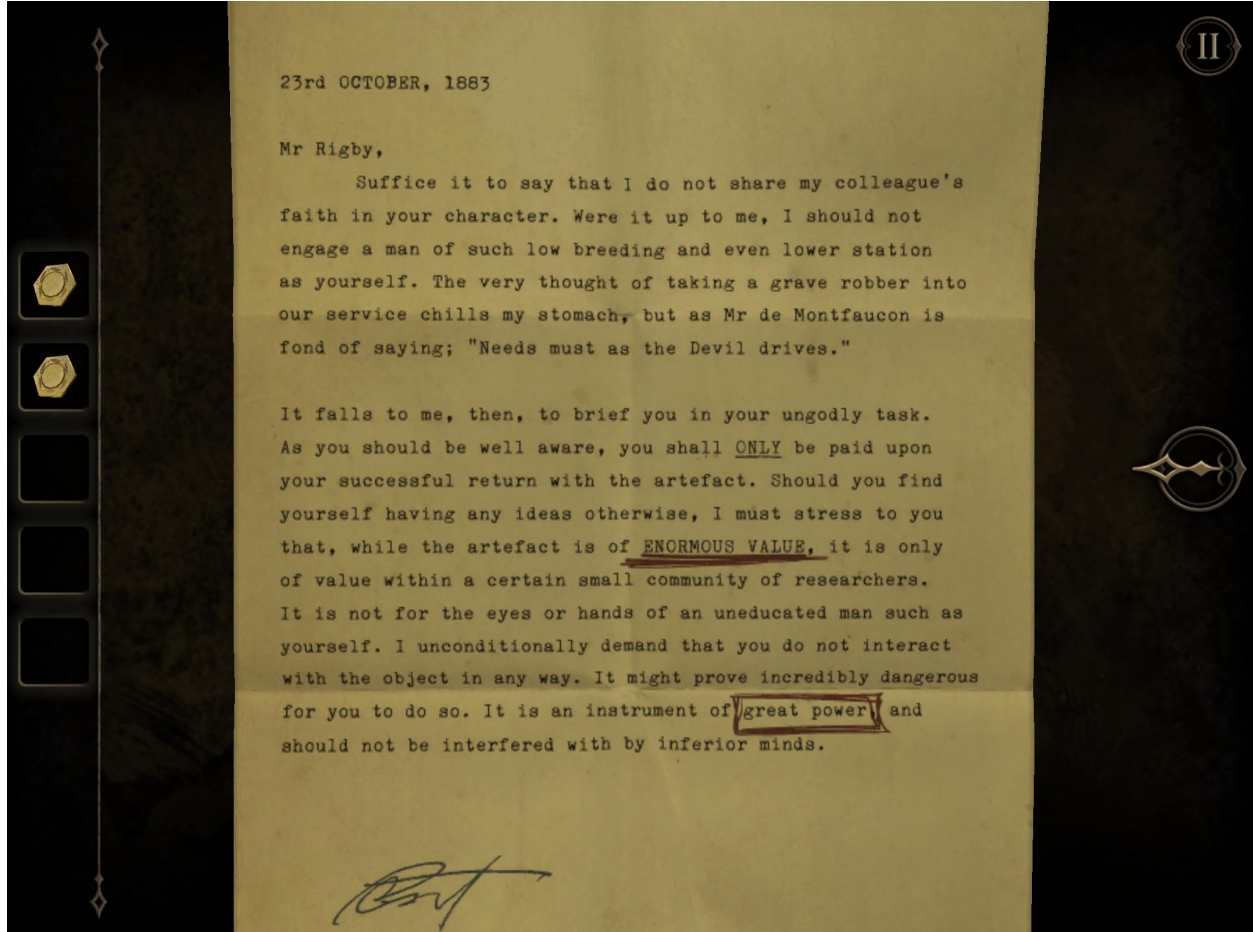 II
23rd OCTOBER, 1883
Mr Rigby,
Suffice it to say that I do not share my colleague's
faith in your character. Were it up to me, I should not
engage a man of such low breeding and even lower station
as yourself. The very thought of taking a grave robber into
our service chills my stomach, but as Mr de Montfaucon is
fond of saying; "Needs must as the Devil drives."
It falls to me, then, to brief you in your ungodly task.
As you should be well aware, you shall ONLY be paid upon
your successful return with the artefact. Should you find
yourself having any ideas otherwise, I must stress to you
that, while the artefact is of ENORMOUS VALUE, it is only
of value within a certain small community of researchers.
It is not for the eyes or hands of an uneducated man such as
yourself. I unconditionally demand that you do not interact
with the object in any way. It might prove incredibly dangerous
for you to do so. It is an instrument of great power, and
should not be interfered with by inferior minds.